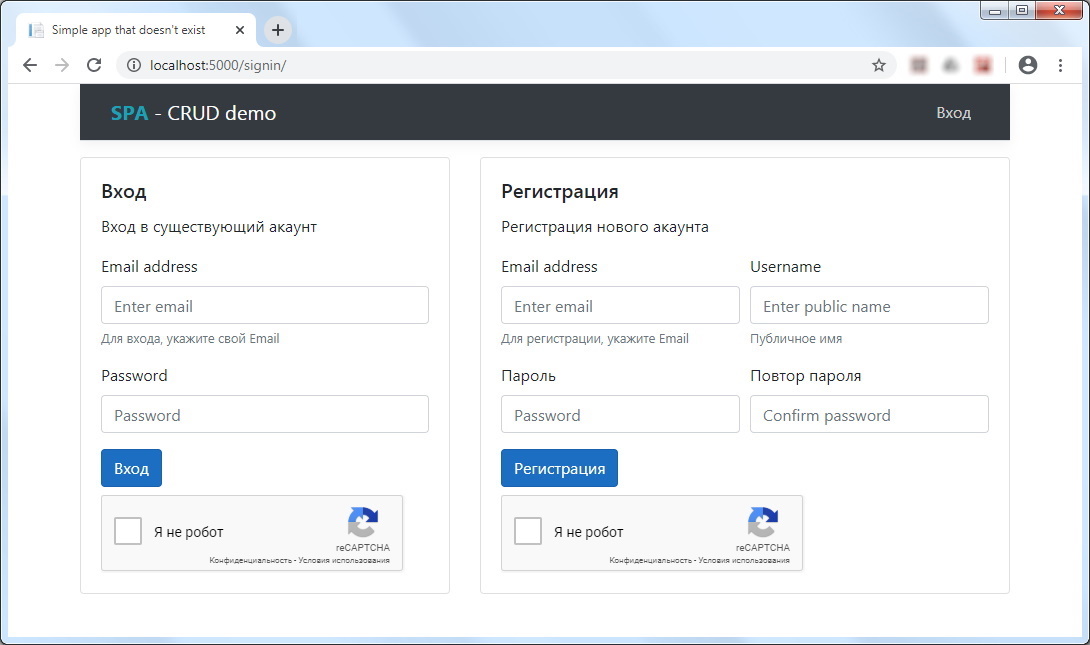 Simple app that doesn't exist
localhost:5000/signin/
SPA - CRUD demo
Вход
Вход
Вход в существующий акаунт
Email address
Enter email
Для входа, укажите свой Email
Password
Password
Вход
Я не робот
reCAPTCHA
Конфиденциальность - Условия использования
Регистрация
Регистрация нового акаунта
Email address
Username
Enter email
Enter public name
Для регистрации, укажите Email
Публичное имя
Пароль
Повтор пароля
Password
Confirm password
Регистрация
Я не робот
reCAPTCHA
Конфиденциальность - Условия использования